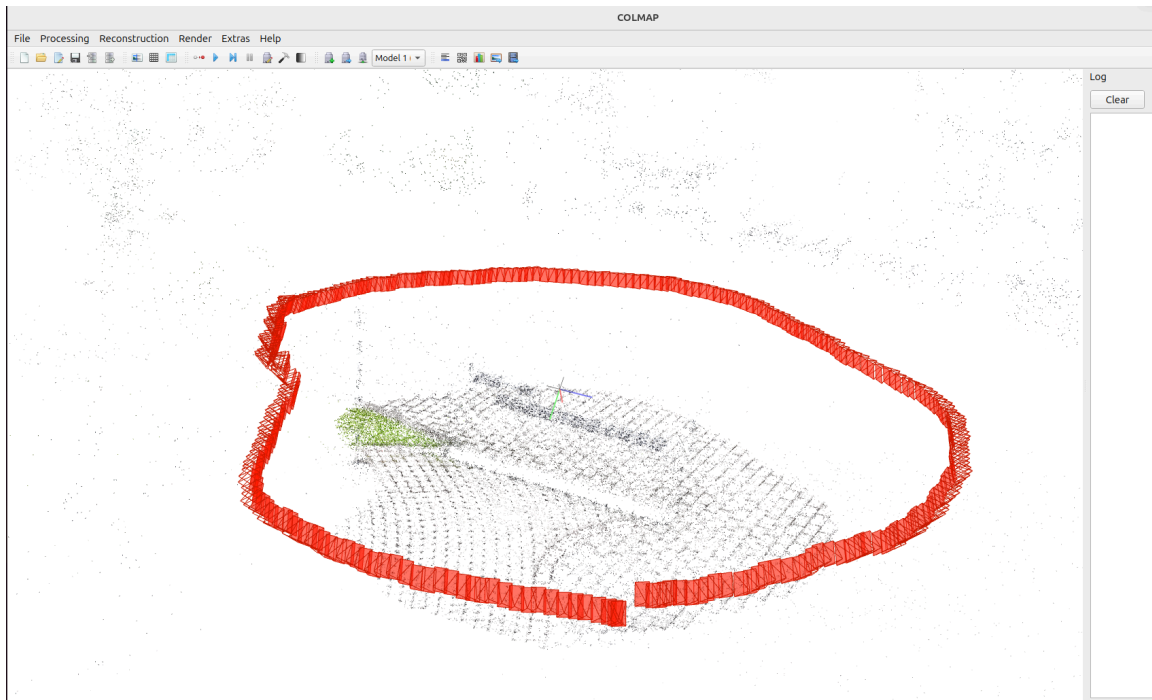 COLMAP
File Processing Reconstruction Render Extras Help
Model 1
Log
Clear